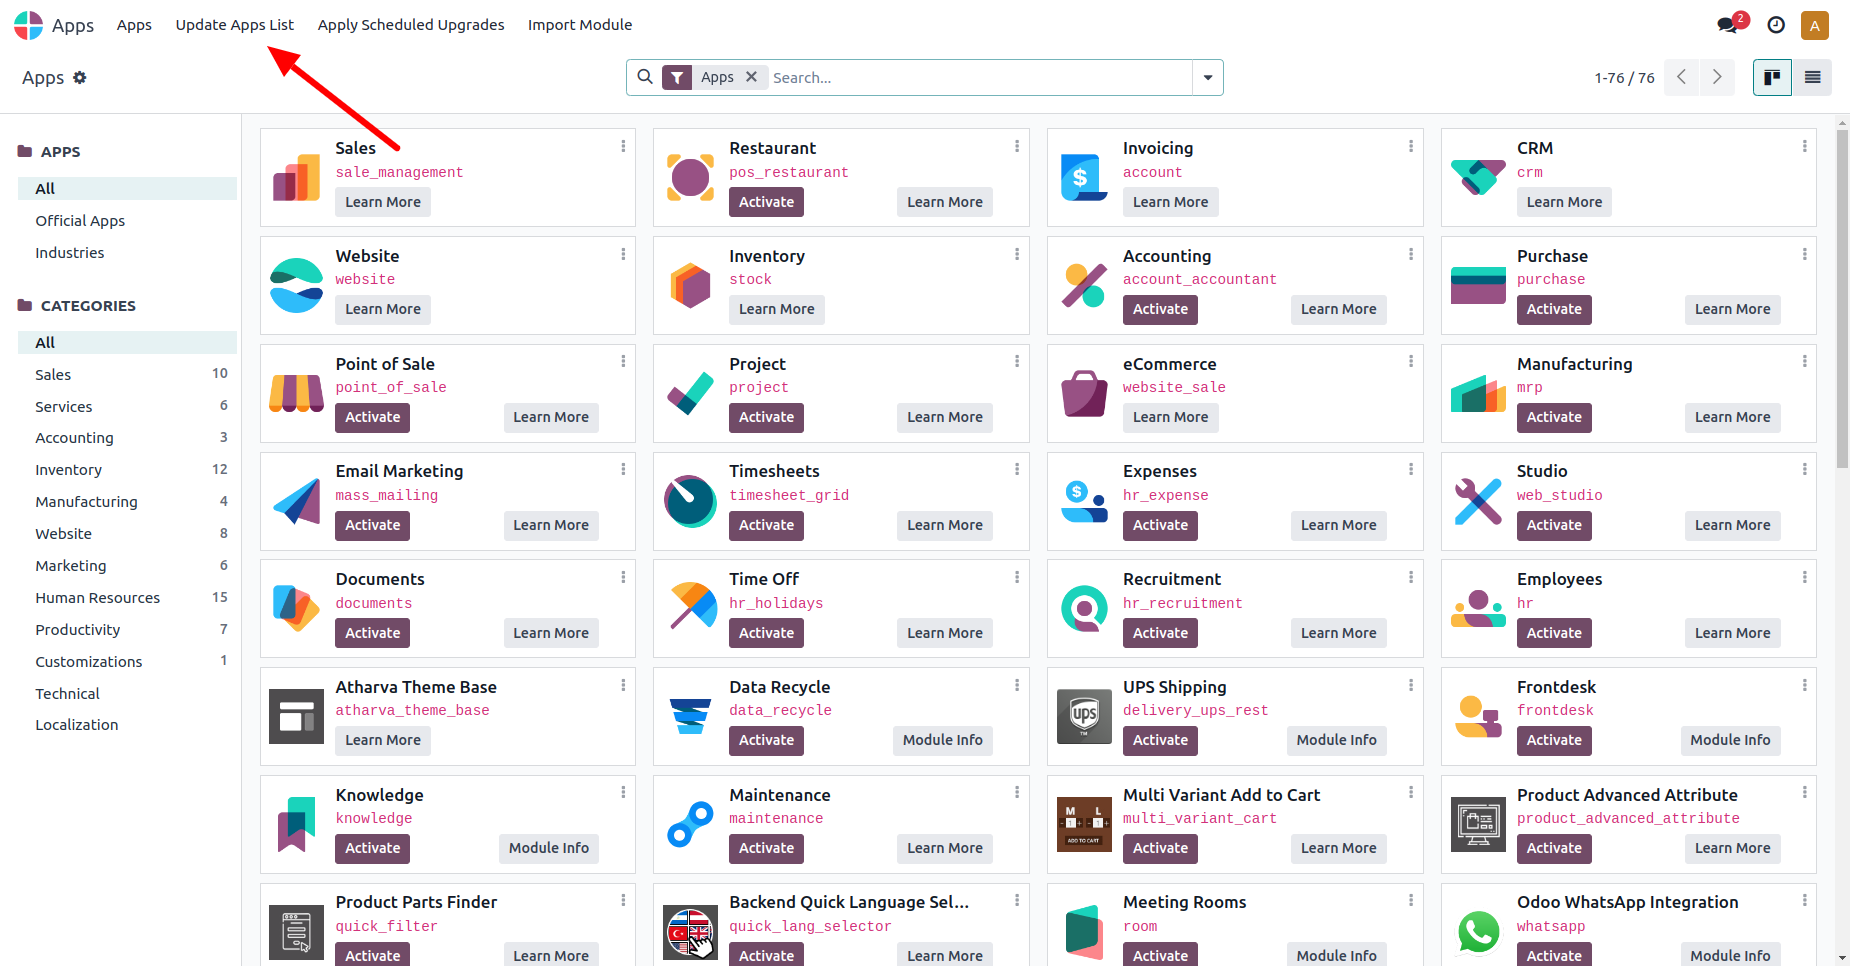 Apps Apps Update Apps List Apply Scheduled Upgrades Import Module 2 A
Apps Apps Search... 1-76 / 76
APPS
All
Official Apps
Industries
CATEGORIES
All
Sales 10
Services 6
Accounting 3
Inventory 12
Manufacturing 4
Website 8
Marketing 6
Human Resources 15
Productivity 7
Customizations 1
Technical
Localization
Sales
sale_management
Learn More
Restaurant
pos_restaurant
Activate Learn More
Invoicing
account
Learn More
CRM
crm
Learn More
Website
website
Learn More
Inventory
stock
Learn More
Accounting
account_accountant
Activate Learn More
Purchase
purchase
Activate Learn More
Point of Sale
point_of_sale
Activate Learn More
Project
project
Activate Learn More
eCommerce
website_sale
Learn More
Manufacturing
mrp
Activate Learn More
Email Marketing
mass_mailing
Activate Learn More
Timesheets
timesheet_grid
Activate Learn More
Expenses
hr_expense
Activate Learn More
Studio
web_studio
Activate Learn More
Documents
documents
Activate Learn More
Time Off
hr_holidays
Activate Learn More
Recruitment
hr_recruitment
Activate Learn More
Employees
hr
Activate Learn More
Atharva Theme Base
atharva_theme_base
Learn More
Data Recycle
data_recycle
Activate Module Info
UPS Shipping
delivery_ups_rest
Activate Module Info
ups
TM
Frontdesk
frontdesk
Activate Module Info
Knowledge
knowledge
Activate Module Info
Maintenance
maintenance
Activate Learn More
Multi Variant Add to Cart
multi_variant_cart
Activate Learn More
M L
- 1 + - 1 +
ADD TO CART
Product Advanced Attribute
product_advanced_attribute
Activate Learn More
Product Parts Finder
quick_filter
Activate Learn More
Backend Quick Language Sel...
quick_lang_selector
Activate Learn More
Meeting Rooms
room
Activate Module Info
Odoo WhatsApp Integration
whatsapp
Activate Module Info